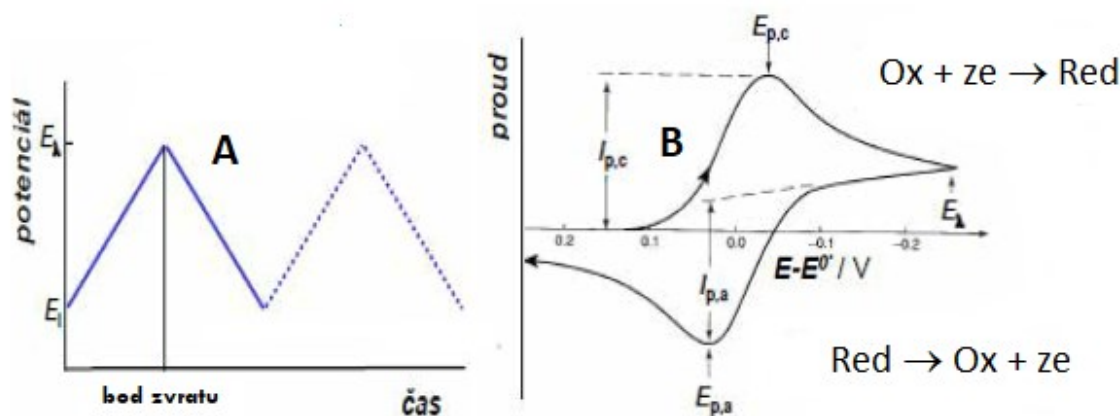 potenciál
E_λ
A
E_i
bod zvratu
čas
proud
E_p,c
Ox + ze → Red
B
I_p,c
E_λ
0.2 0.1 0.0 -0.1 -0.2
E-E^0' / V
I_p,a
Red → Ox + ze
E_p,a